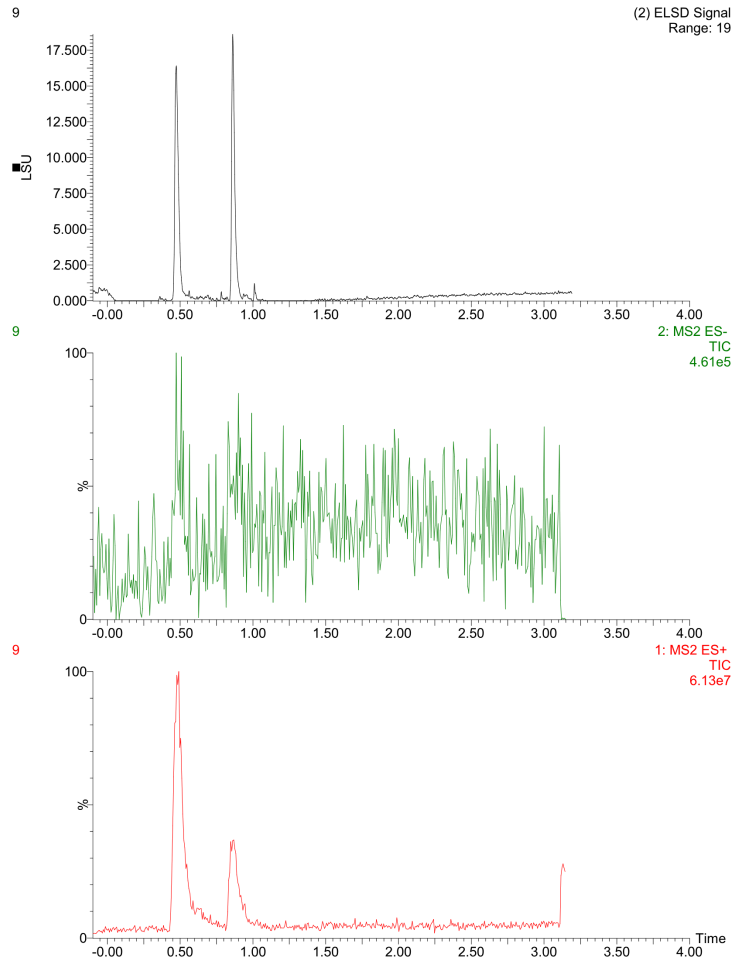 9
(2) ELSD Signal
Range: 19
17.500
15.000
12.500
10.000
7.500
5.000
2.500
0.000
LSU
-0.00 0.50 1.00 1.50 2.00 2.50 3.00 3.50 4.00
9
2: MS2 ES-
TIC
4.61e5
100
%
0
-0.00 0.50 1.00 1.50 2.00 2.50 3.00 3.50 4.00
9
1: MS2 ES+
TIC
6.13e7
100
%
0
-0.00 0.50 1.00 1.50 2.00 2.50 3.00 3.50 4.00
Time